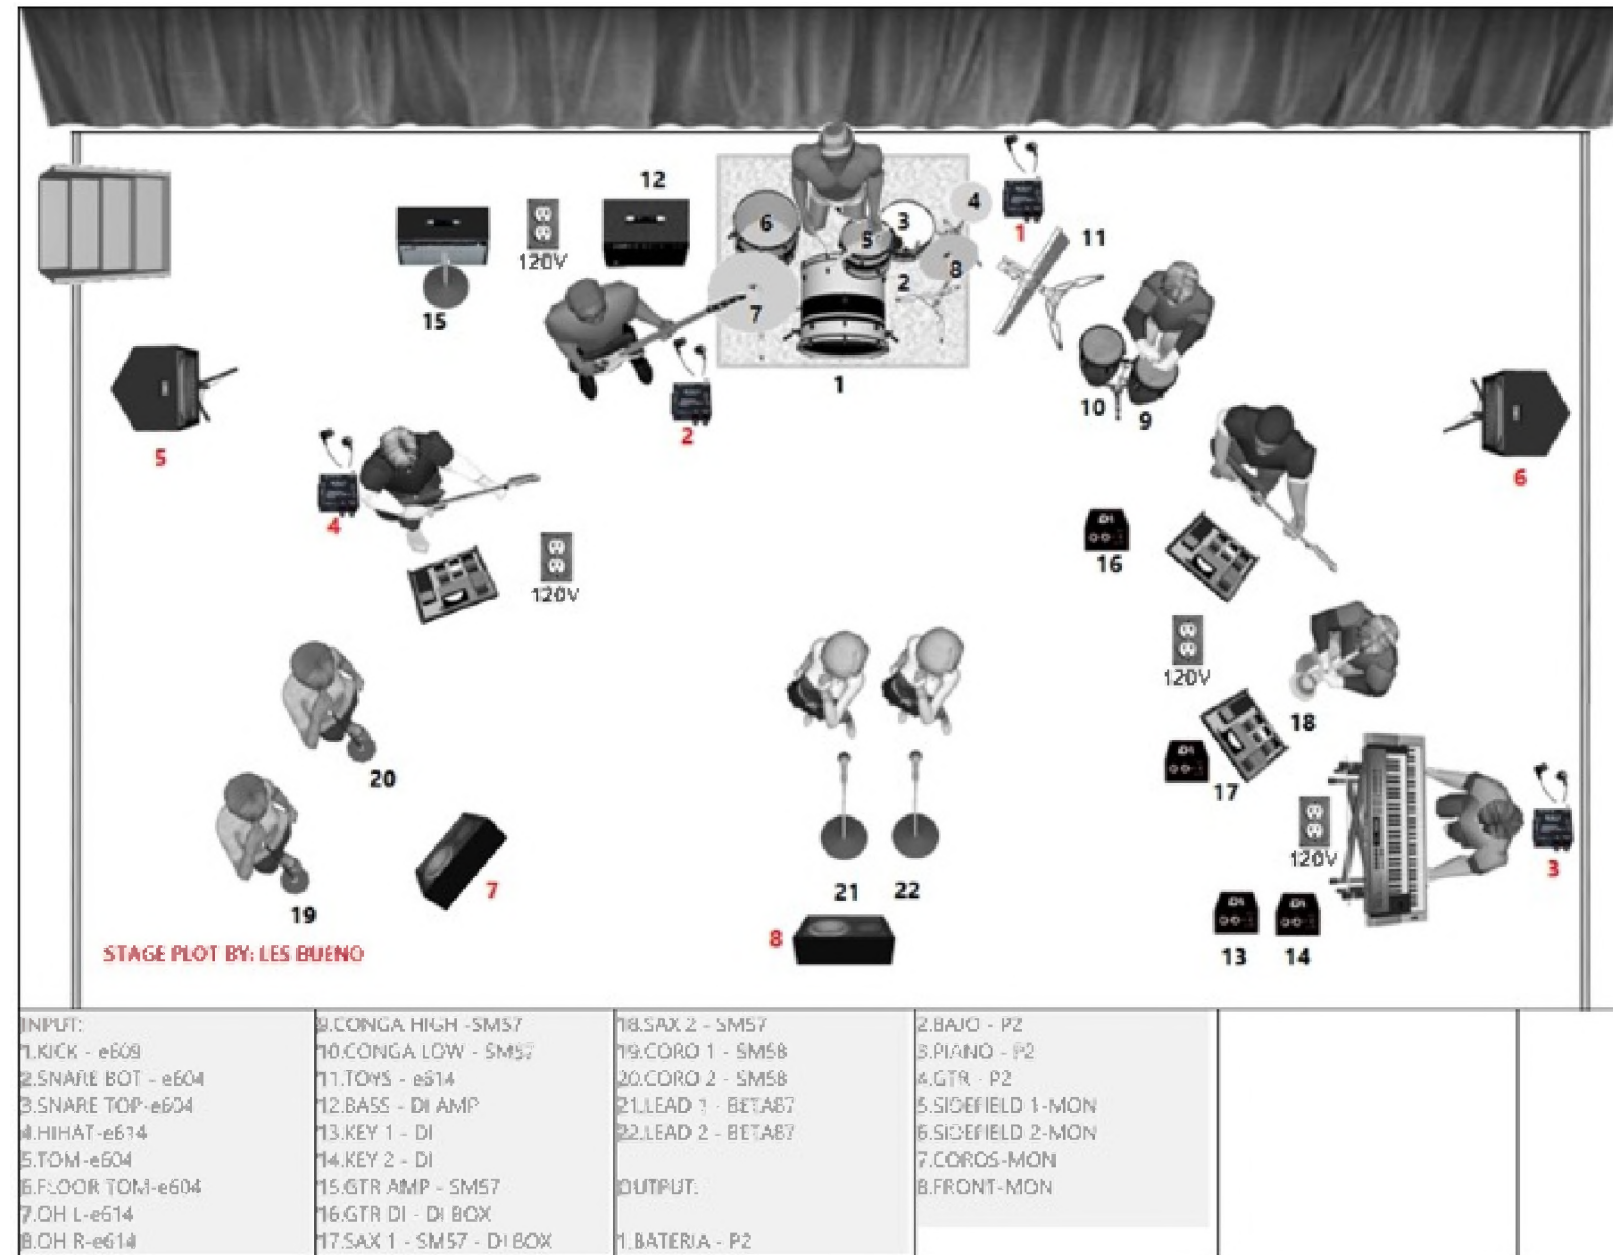 12
4
6
3
5
1
11
120V
2
8
7
15
1
10
9
2
5
6
4
16
120V
120V
18
20
17
120V
7
3
21
22
19
8
13
14
STAGE PLOT BY: LES BUENO
INPUT:
1.KICK - e609
2.SNARE BOT - e604
3.SNARE TOP-e604
4.HIHAT-e614
5.TOM-e604
6.FLOOR TOM-e604
7.OH L-e614
8.OH R-e614
9.CONGA HIGH -SM57
10.CONGA LOW - SM57
11.TOYS - e614
12.BASS - DI AMP
13.KEY 1 - DI
14.KEY 2 - DI
15.GTR AMP - SM57
16.GTR DI - DI BOX
17.SAX 1 - SM57 - DI BOX
18.SAX 2 - SM57
19.CORO 1 - SM58
20.CORO 2 - SM58
21.LEAD 1 - BETA87
22.LEAD 2 - BETA87
OUTPUT:
1.BATERIA - P2
2.BAJO - P2
3.PIANO - P2
4.GTR - P2
5.SIDEFIELD 1-MON
6.SIDEFIELD 2-MON
7.COROS-MON
8.FRONT-MON